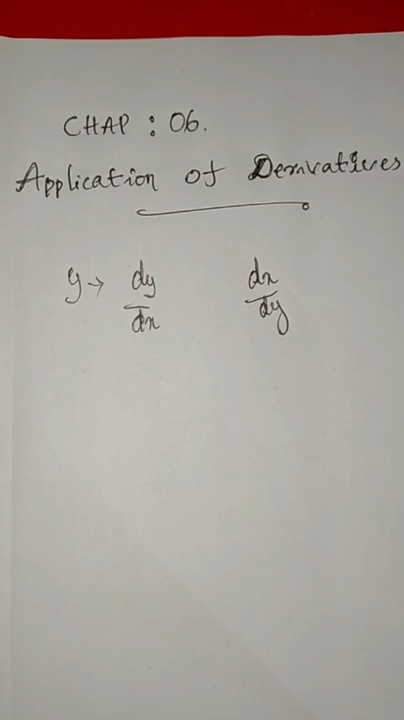 CHAP : 06.
Application of Derivatives
y → dy/dx dx/dy